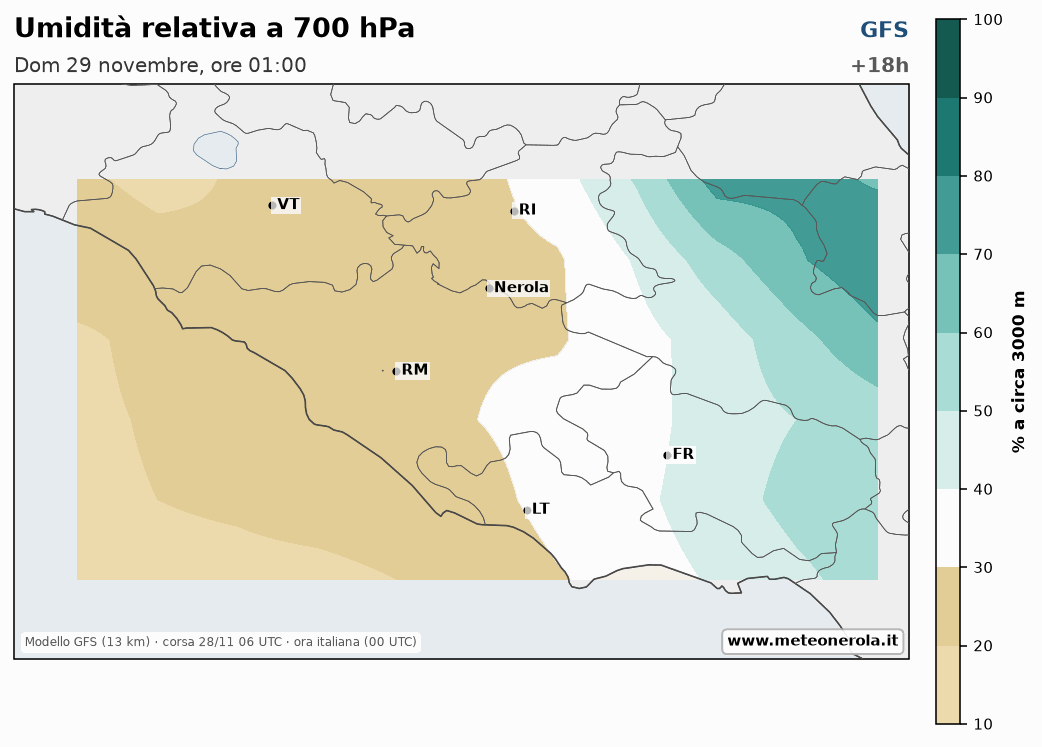 Umidità relativa a 700 hPa
GFS
Dom 29 novembre, ore 01:00
+18h
VT
RI
Nerola
RM
FR
LT
Modello GFS (13 km) · corsa 28/11 06 UTC · ora italiana (00 UTC)
www.meteonerola.it
100
90
80
70
60
50
40
30
20
10
% a circa 3000 m